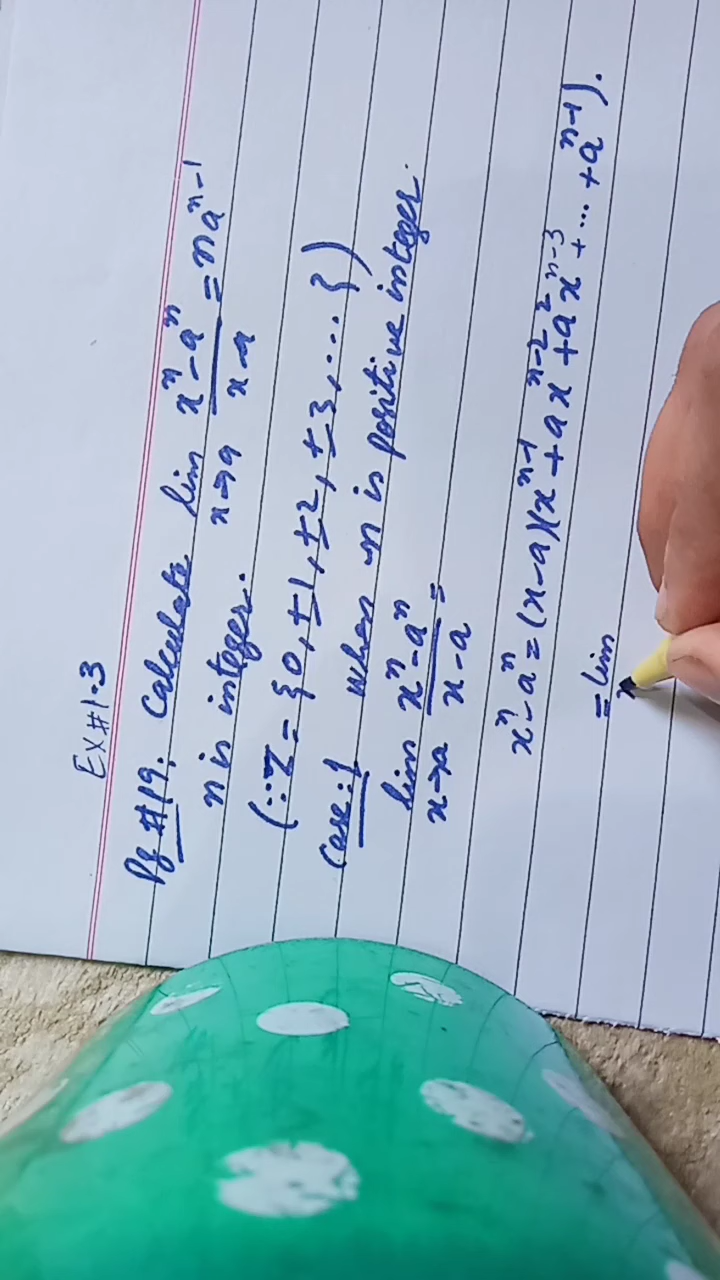 Ex#1.3
Pg #19. Calculate lim x→a xⁿ-aⁿ/x-a = naⁿ⁻¹
n is integer.
(∵Z = {0, ±1, ±2, ±3, .... })
Case:1 when n is positive integer.
lim x→a xⁿ-aⁿ/x-a =
xⁿ-aⁿ = (x-a)(xⁿ⁻¹+axⁿ⁻²+a²xⁿ⁻³+...+aⁿ⁻¹).
= lim x